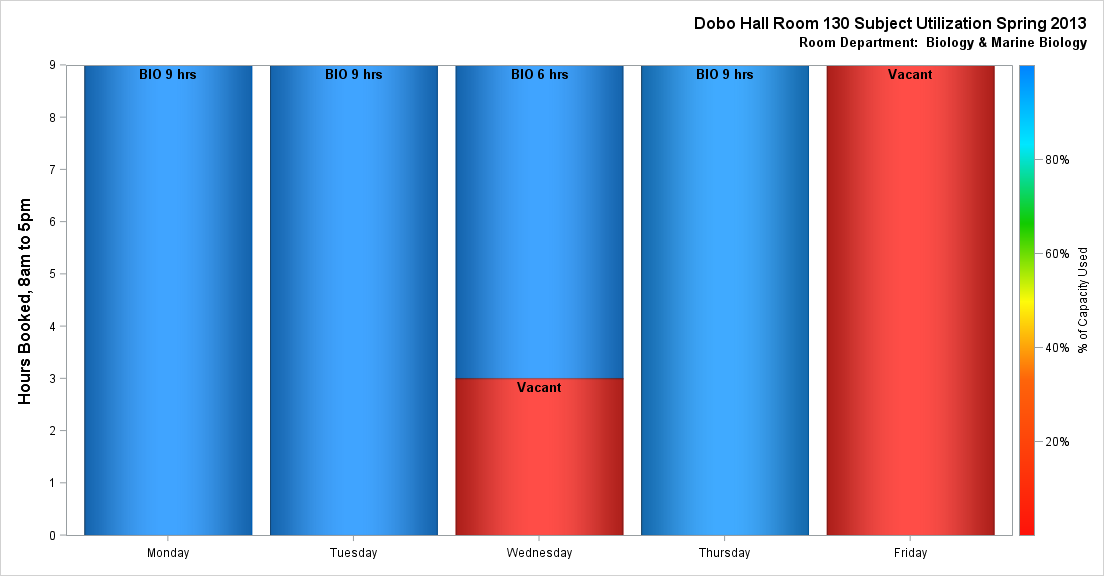 Dobo Hall Room 130 Subject Utilization Spring 2013
Room Department:  Biology & Marine Biology
Hours Booked, 8am to 5pm
9
8
7
6
5
4
3
2
1
0
BIO 9 hrs
BIO 9 hrs
BIO 6 hrs
Vacant
BIO 9 hrs
Vacant
Monday
Tuesday
Wednesday
Thursday
Friday
80%
60%
40%
20%
% of Capacity Used